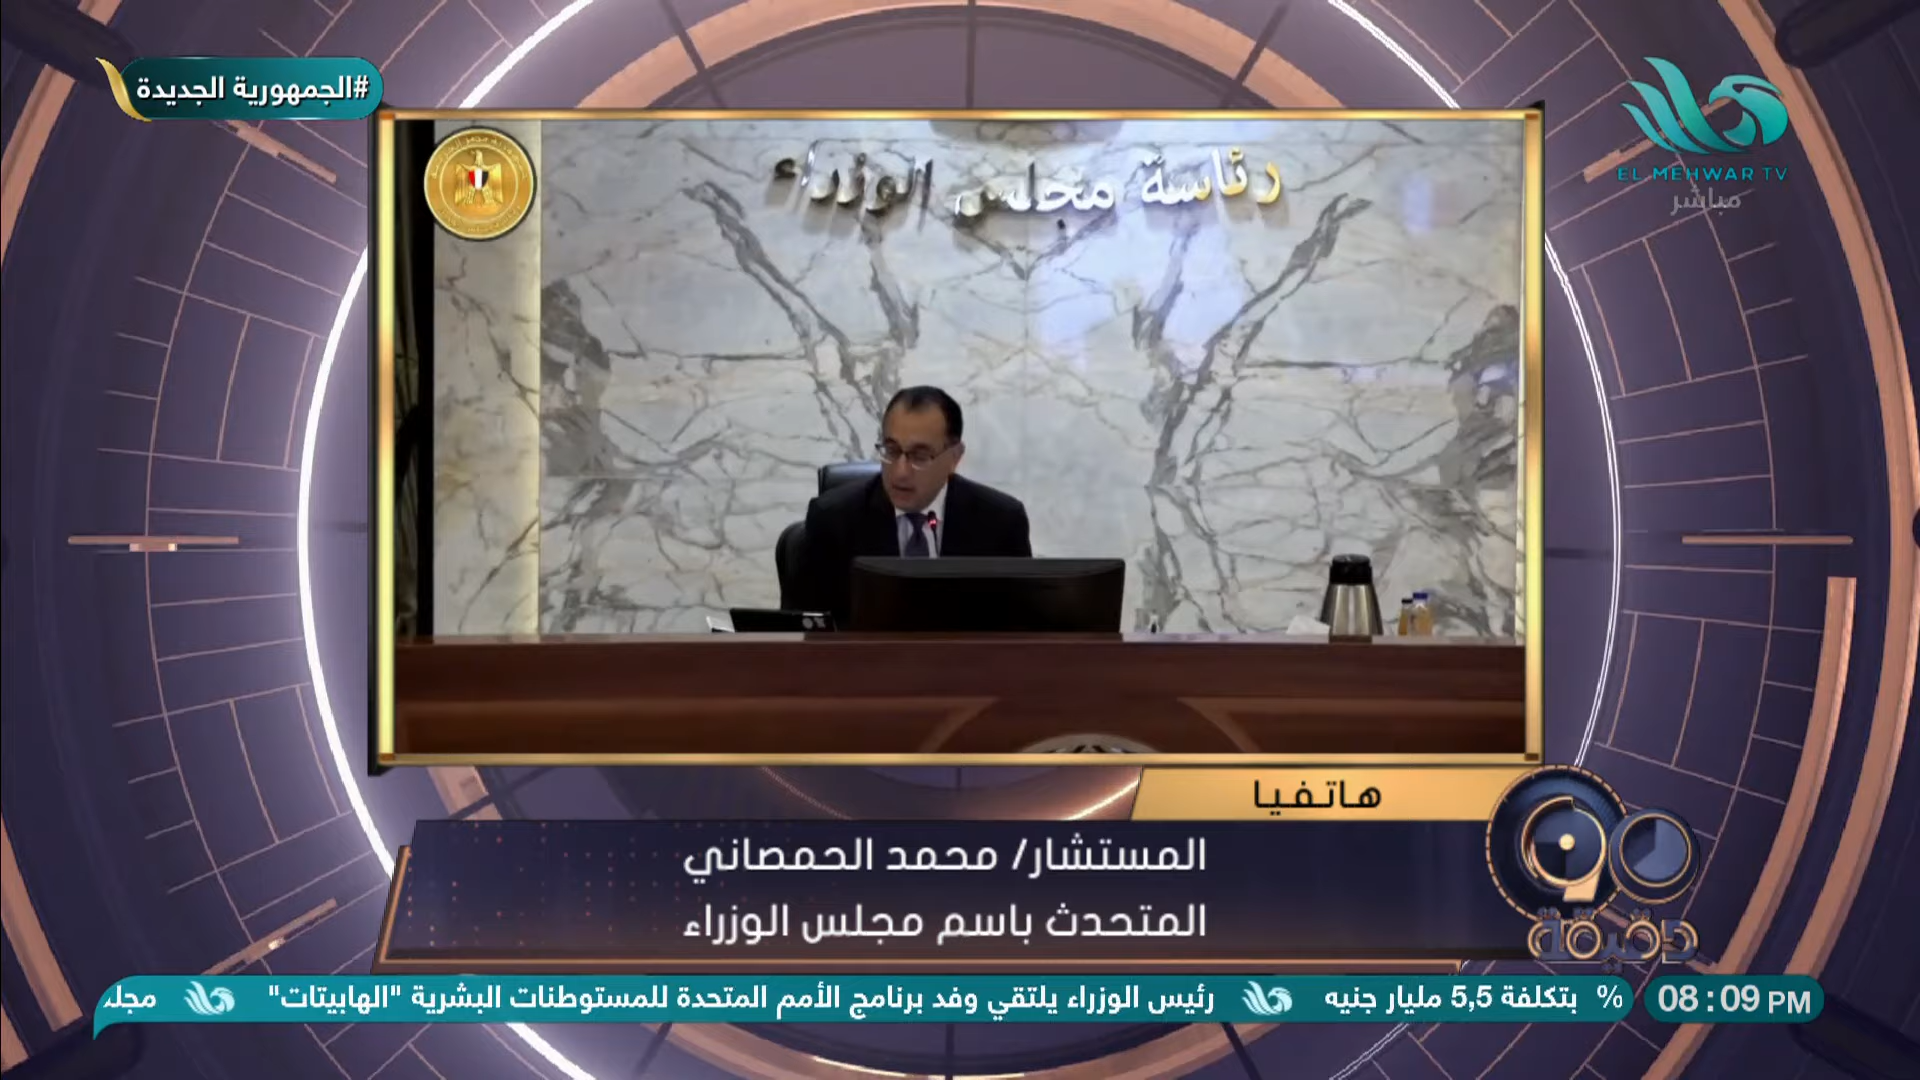 #الجمهورية الجديدة
EL MEHWAR TV
مباشر
رئاسة مجلس الوزراء
هاتفيا
المستشار/ محمد الحمصاني
المتحدث باسم مجلس الوزراء
90
دقيقة
% بتكلفة 5,5 مليار جنيه
رئيس الوزراء يلتقي وفد برنامج الأمم المتحدة للمستوطنات البشرية "الهابيتات"
08:09 PM